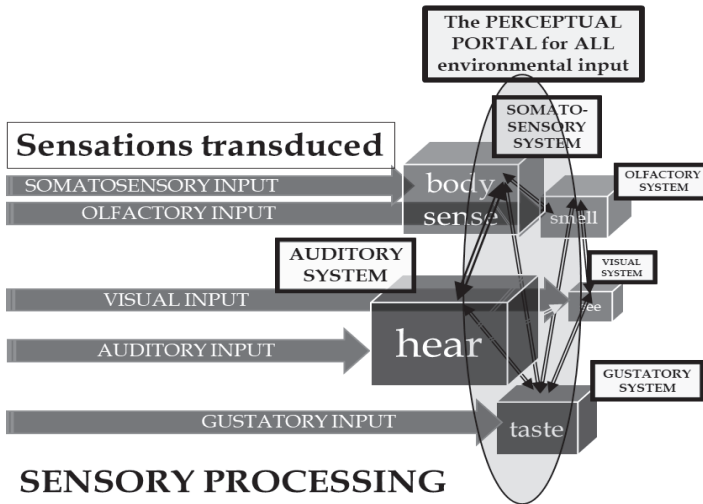 The PERCEPTUAL
PORTAL for ALL
environmental input
SOMATO-
SENSORY
SYSTEM
Sensations transduced
SOMATOSENSORY INPUT
body
sense
OLFACTORY
SYSTEM
OLFACTORY INPUT
smell
AUDITORY
SYSTEM
VISUAL
SYSTEM
VISUAL INPUT
see
AUDITORY INPUT
hear
GUSTATORY
SYSTEM
GUSTATORY INPUT
taste
SENSORY PROCESSING